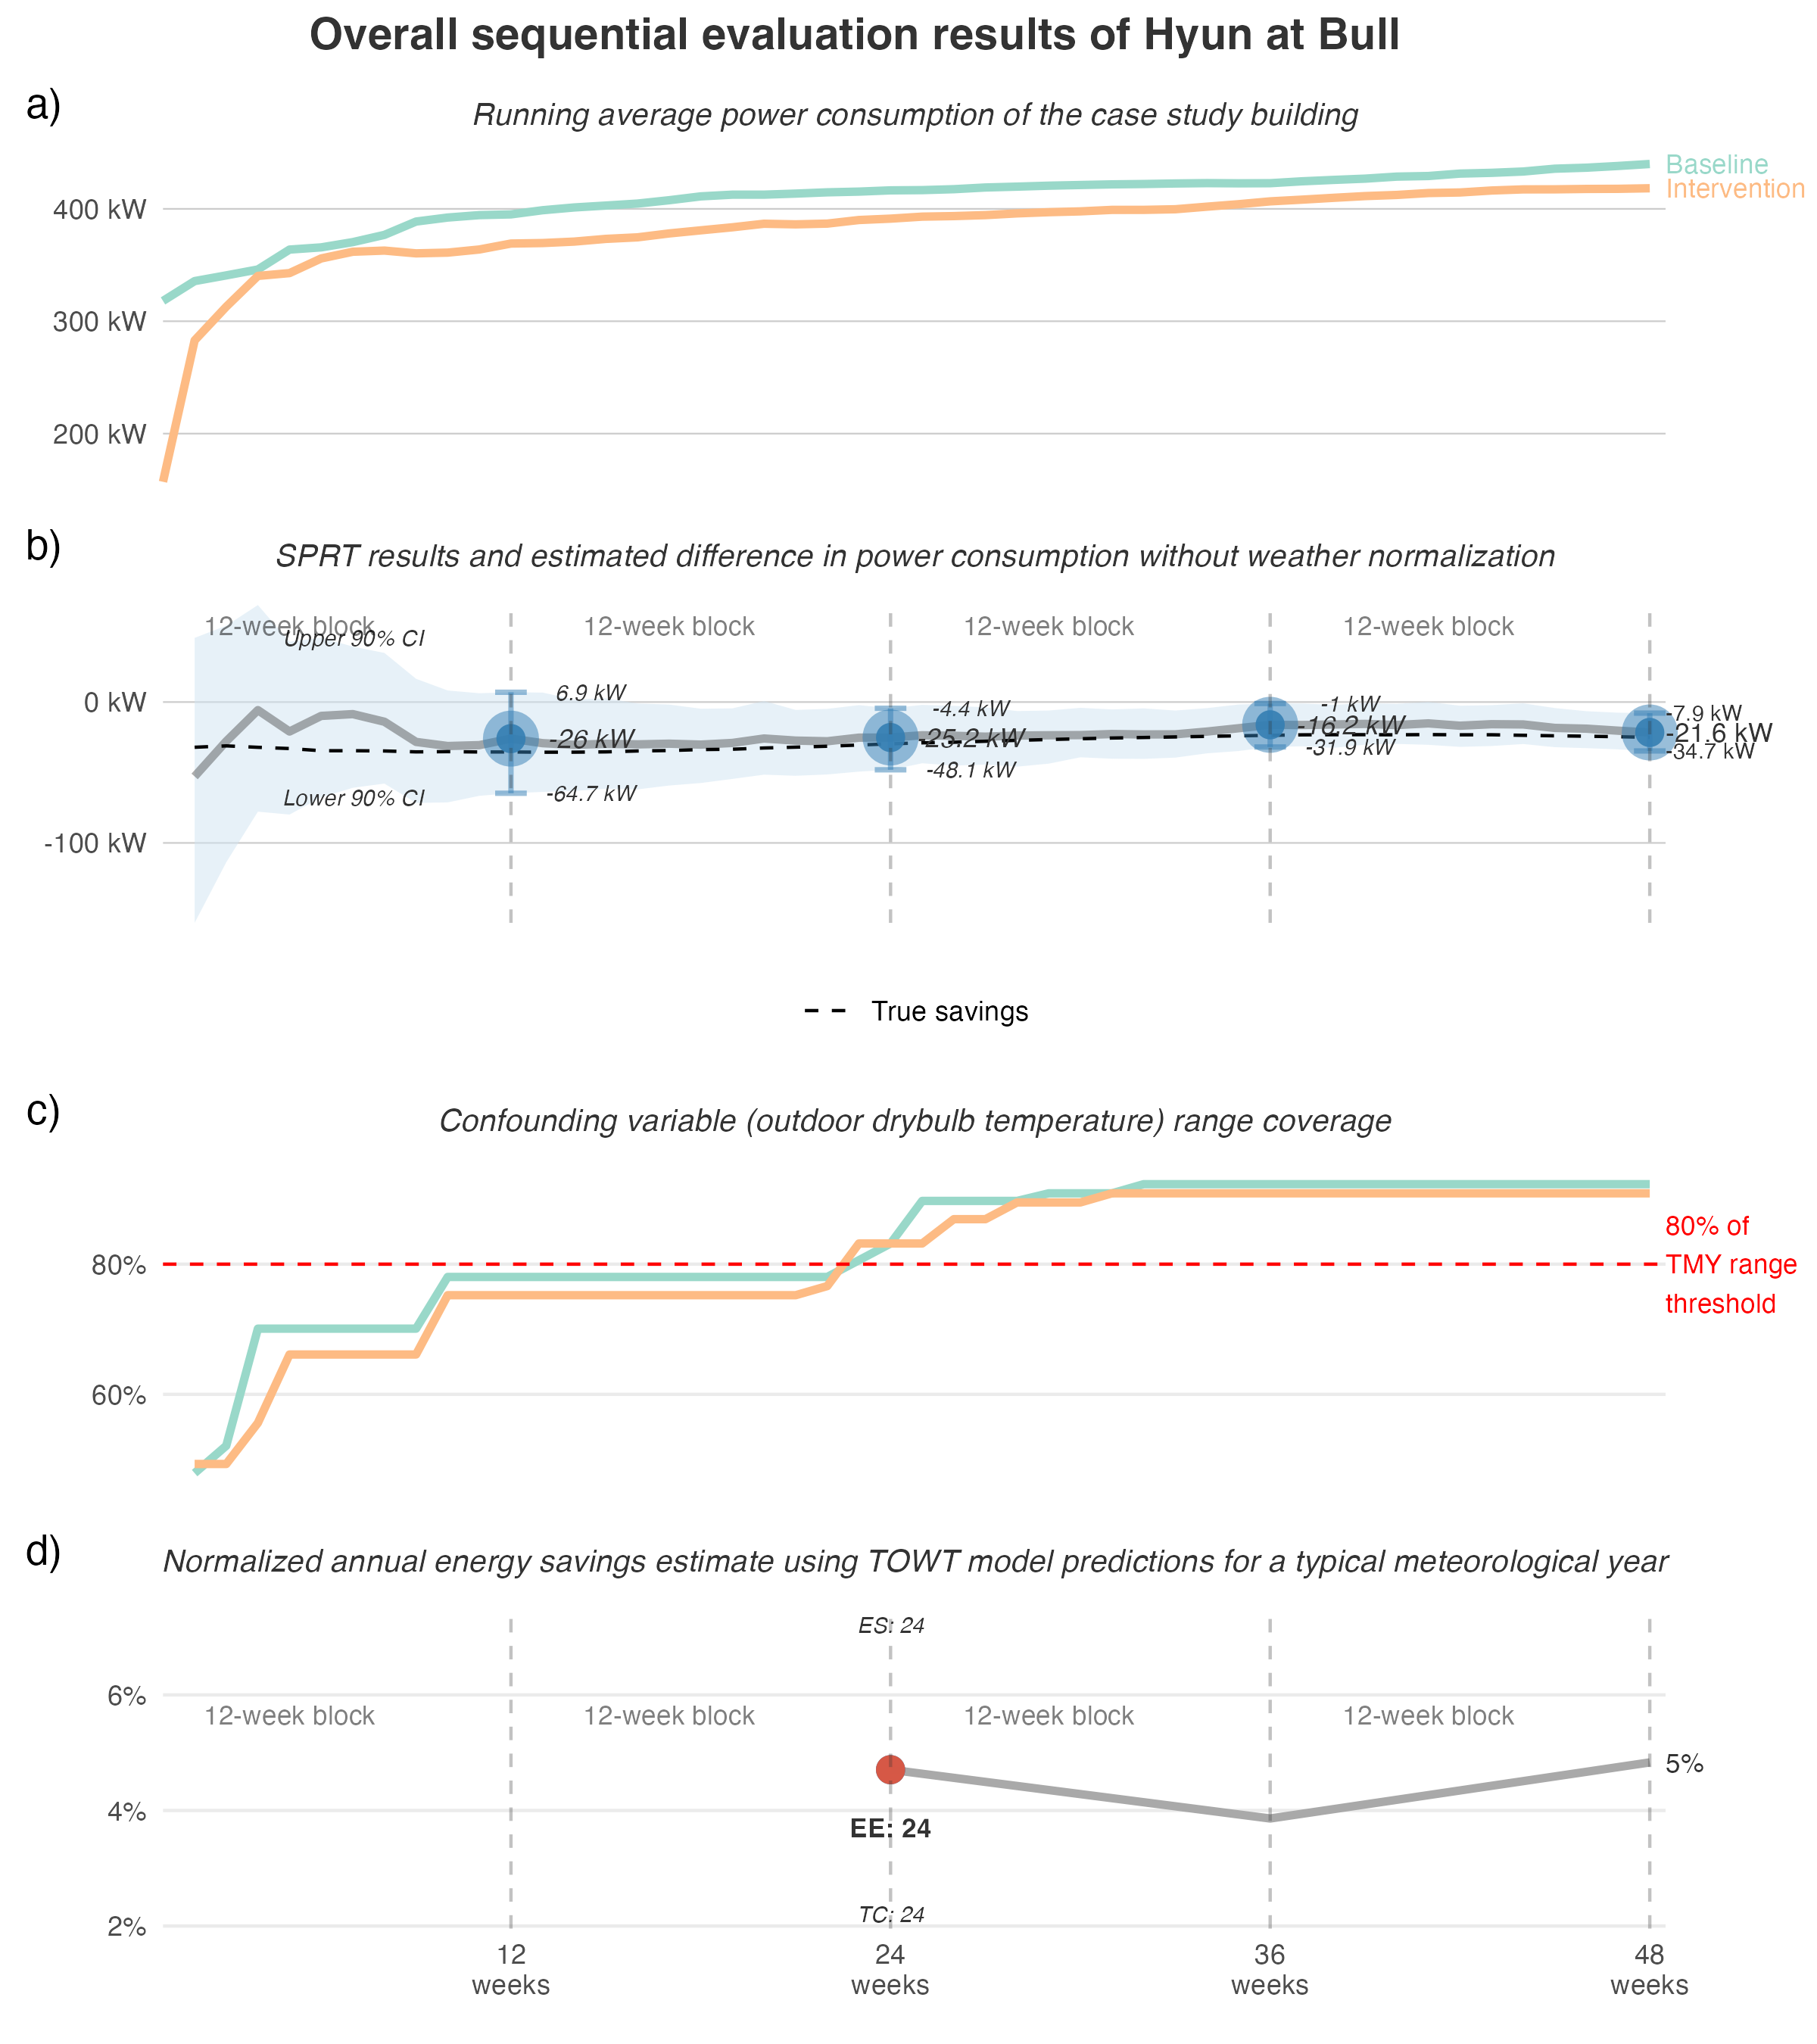 Overall sequential evaluation results of Hyun at Bull
a)
Running average power consumption of the case study building
Baseline
Intervention
400 kW
300 kW
200 kW
b)
SPRT results and estimated difference in power consumption without weather normalization
12-week block
12-week block
12-week block
12-week block
Upper 90% CI
0 kW
6.9 kW
-4.4 kW
-1 kW
-7.9 kW
-26 kW
-25.2 kW
-16.2 kW
-21.6 kW
-64.7 kW
-48.1 kW
-31.9 kW
-34.7 kW
Lower 90% CI
-100 kW
True savings
c)
Confounding variable (outdoor drybulb temperature) range coverage
80%
60%
80% of
TMY range
threshold
d)
Normalized annual energy savings estimate using TOWT model predictions for a typical meteorological year
ES: 24
6%
12-week block
12-week block
12-week block
12-week block
5%
4%
EE: 24
TC: 24
2%
12
weeks
24
weeks
36
weeks
48
weeks